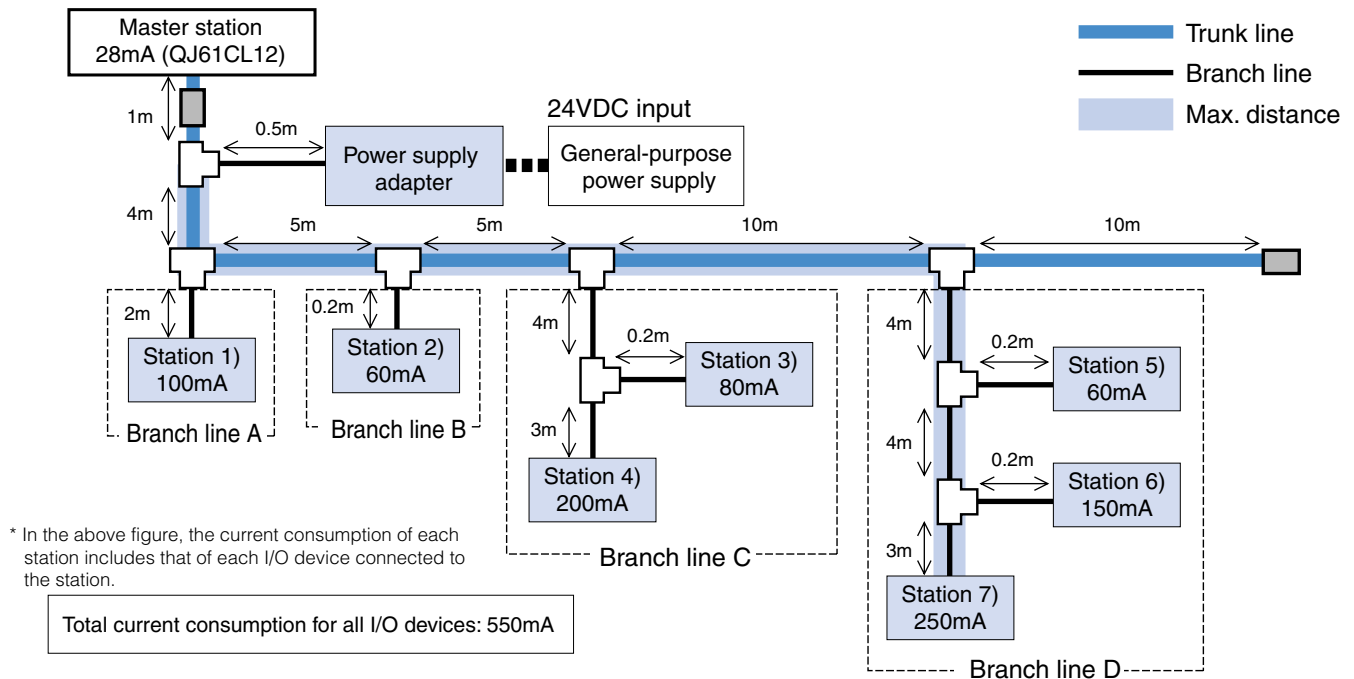 Master station
28mA (QJ61CL12)
Trunk line
Branch line
Max. distance
1m
0.5m
24VDC input
Power supply
adapter
General-purpose
power supply
4m
5m
5m
10m
10m
2m
Station 1)
100mA
Branch line A
0.2m
Station 2)
60mA
Branch line B
4m
0.2m
Station 3)
80mA
3m
Station 4)
200mA
Branch line C
4m
0.2m
Station 5)
60mA
4m
0.2m
Station 6)
150mA
3m
Station 7)
250mA
Branch line D
* In the above figure, the current consumption of each
station includes that of each I/O device connected to
the station.
Total current consumption for all I/O devices: 550mA